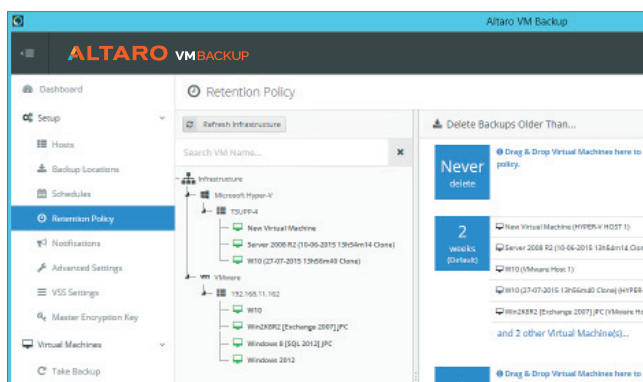 Altaro VM Backup
ALTARO VMBACKUP
Dashboard
Setup
Hosts
Backup Locations
Schedules
Retention Policy
Notifications
Advanced Settings
VSS Settings
Master Encryption Key
Virtual Machines
Take Backup
Retention Policy
Refresh Infrastructure
Search VM Name...
Infrastructure
Microsoft Hyper-V
TSUPP-4
New Virtual Machine
Server 2008 R2 (10-06-2015 13h54m14 Clone)
W10 (27-07-2015 13h56m40 Clone)
VMware
192.168.11.162
W10
Win2K8R2 [Exchange 2007] JPC
Windows 8 [SQL 2012] JPC
Windows 2012
Delete Backups Older Than...
Never
delete
Drag & Drop Virtual Machines here to
policy.
2
weeks
(Default)
New Virtual Machine (HYPER-V HOST 1)
Server 2008 R2 (10-06-2015 13h54m14 Clon
W10 (VMware Host 1)
W10 (27-07-2015 13h56m40 Clone) (HYPER-
Win2K8R2 [Exchange 2007] JPC (VMware Ho
and 2 other Virtual Machine(s)...
Drag & Drop Virtual Machines here to